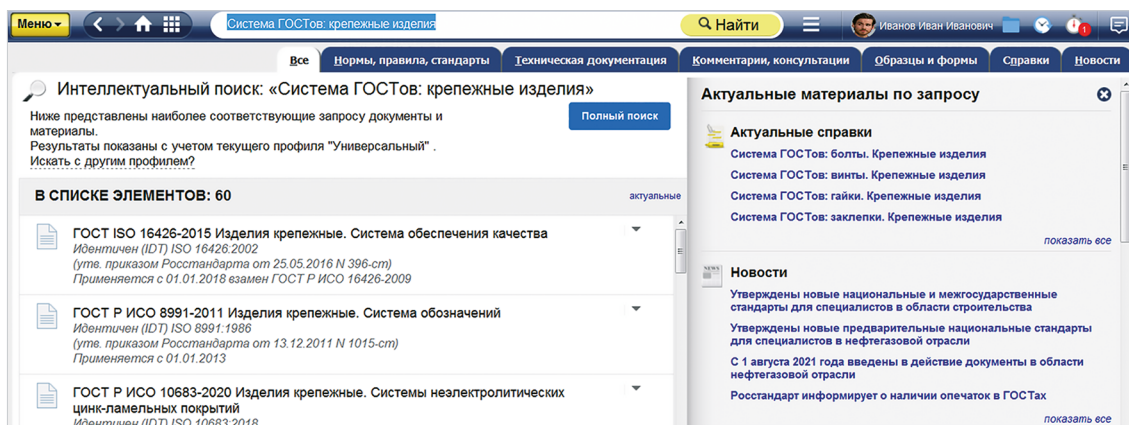 Меню
Система ГОСТов: крепежные изделия
Найти
Иванов Иван Иванович
1
Все
Нормы, правила, стандарты
Техническая документация
Комментарии, консультации
Образцы и формы
Справки
Новости
Интеллектуальный поиск: «Система ГОСТов: крепежные изделия»
Ниже представлены наиболее соответствующие запросу документы и
материалы.
Результаты показаны с учетом текущего профиля "Универсальный" .
Искать с другим профилем?
Полный поиск
В СПИСКЕ ЭЛЕМЕНТОВ: 60
актуальные
ГОСТ ISO 16426-2015 Изделия крепежные. Система обеспечения качества
Идентичен (IDT) ISO 16426:2002
(утв. приказом Росстандарта от 25.05.2016 N 396-ст)
Применяется с 01.01.2018 взамен ГОСТ Р ИСО 16426-2009
ГОСТ Р ИСО 8991-2011 Изделия крепежные. Система обозначений
Идентичен (IDT) ISO 8991:1986
(утв. приказом Росстандарта от 13.12.2011 N 1015-ст)
Применяется с 01.01.2013
ГОСТ Р ИСО 10683-2020 Изделия крепежные. Системы неэлектролитических
цинк-ламельных покрытий
Идентичен (IDT) ISO 10683:2018
Актуальные материалы по запросу
Актуальные справки
Система ГОСТов: болты. Крепежные изделия
Система ГОСТов: винты. Крепежные изделия
Система ГОСТов: гайки. Крепежные изделия
Система ГОСТов: заклепки. Крепежные изделия
показать все
NEWS
Новости
Утверждены новые национальные и межгосударственные
стандарты для специалистов в области строительства
Утверждены новые предварительные национальные стандарты
для специалистов в нефтегазовой отрасли
С 1 августа 2021 года введены в действие документы в области
нефтегазовой отрасли
Росстандарт информирует о наличии опечаток в ГОСТах
показать все